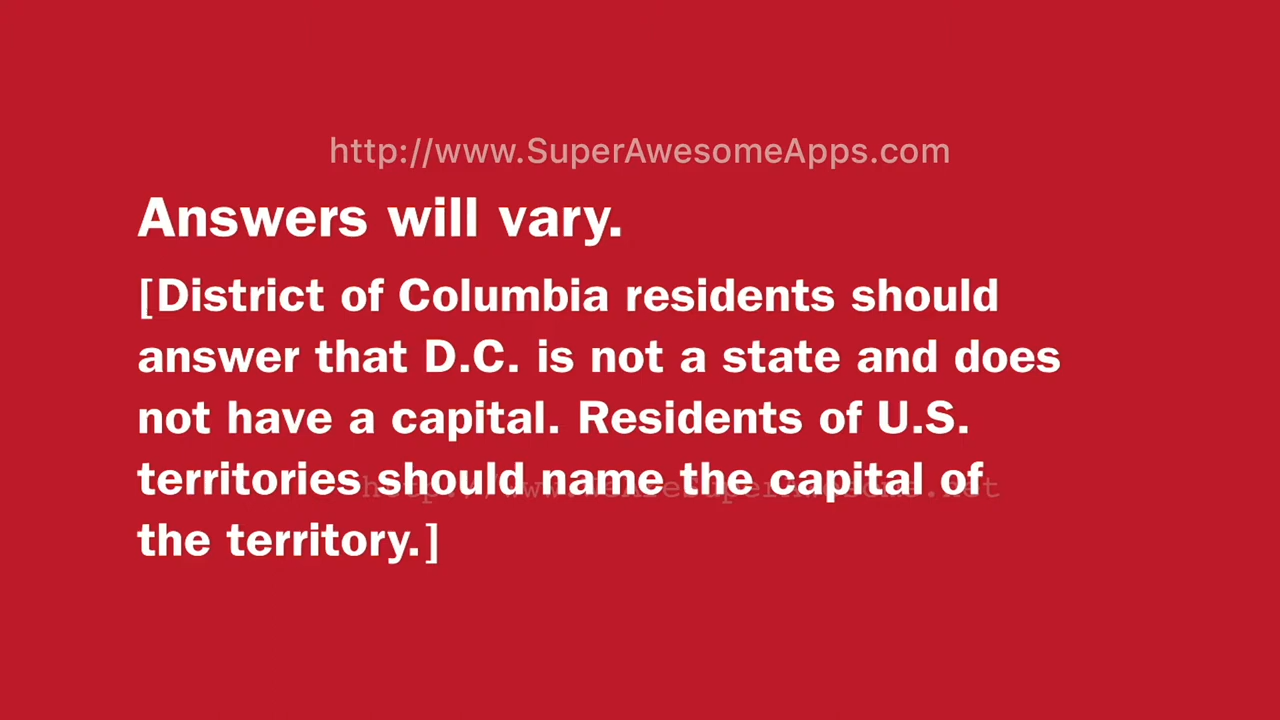 http://www.SuperAwesomeApps.com
Answers will vary.
[District of Columbia residents should
answer that D.C. is not a state and does
not have a capital. Residents of U.S.
territories should name the capital of
the territory.]